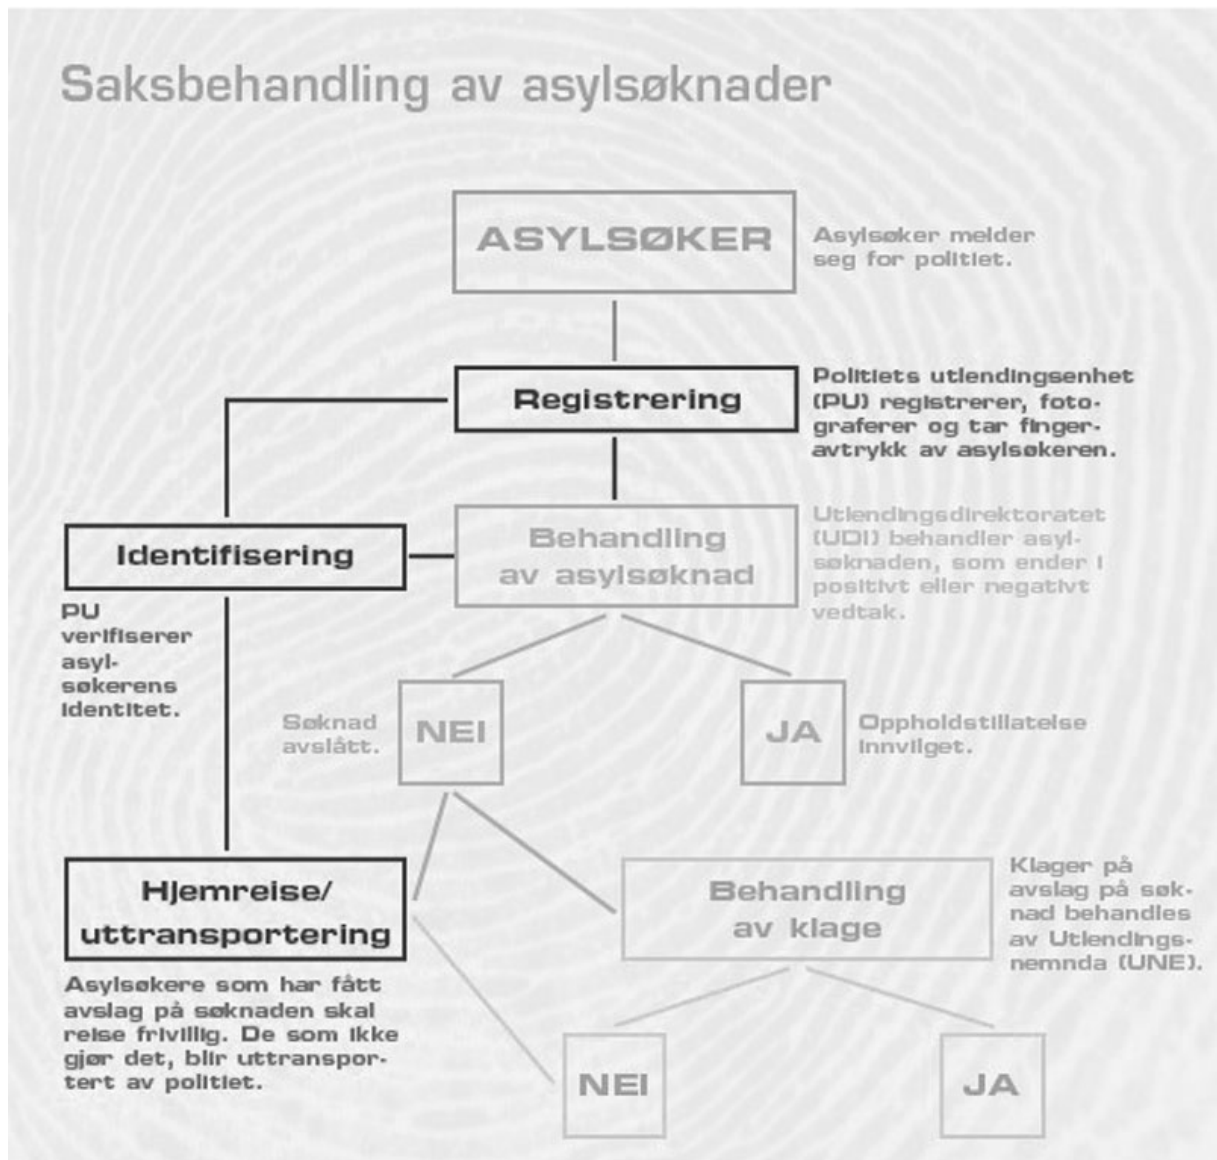 Saksbehandling av asylsøknader
ASYLSØKER
Asylsøker melder
seg for politiet.
Registrering
Politiets utlendingsenhet
(PU) registrerer, foto-
graferer og tar finger-
avtrykk av asylsøkeren.
Identifisering
PU
verifiserer
asyl-
søkerens
identitet.
Behandling
av asylsøknad
Utlendingsdirektoratet
(UDI) behandler asyl-
søknaden, som ender i
positivt eller negativt
vedtak.
Søknad
avslått.
NEI
JA
Oppholdstillatelse
innvilget.
Hjemreise/
uttransportering
Asylsøkere som har fått
avslag på søknaden skal
reise frivillig. De som ikke
gjør det, blir uttranspor-
tert av politiet.
Behandling
av klage
Klager på
avslag på søk-
nad behandles
av Utlendings-
nemnda (UNE).
NEI
JA